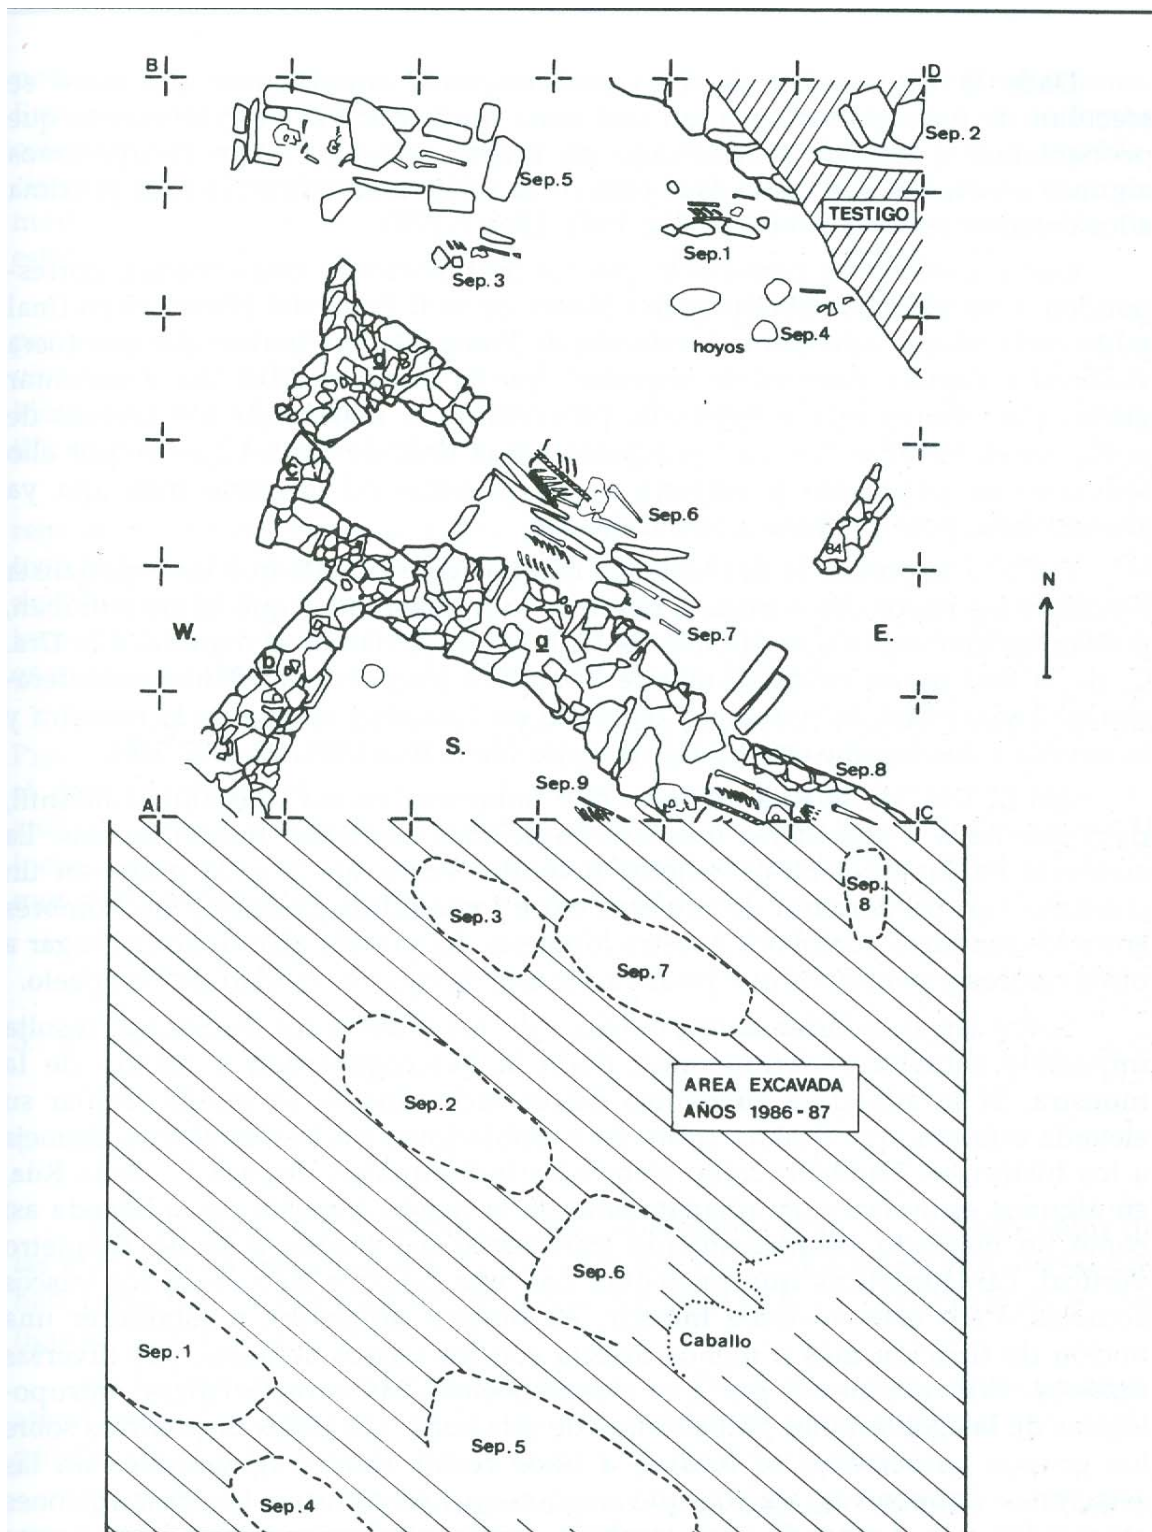 B
D
Sep.2
Sep.5
TESTIGO
Sep.1
Sep.3
Sep.4
hoyos
d
c
Sep.6
84
N
W.
a
Sep.7
E.
b
S.
Sep.8
Sep.9
A
C
Sep.
8
Sep.3
Sep.7
AREA EXCAVADA
AÑOS 1986-87
Sep.2
Sep.6
Caballo
Sep.1
Sep.5
Sep.4